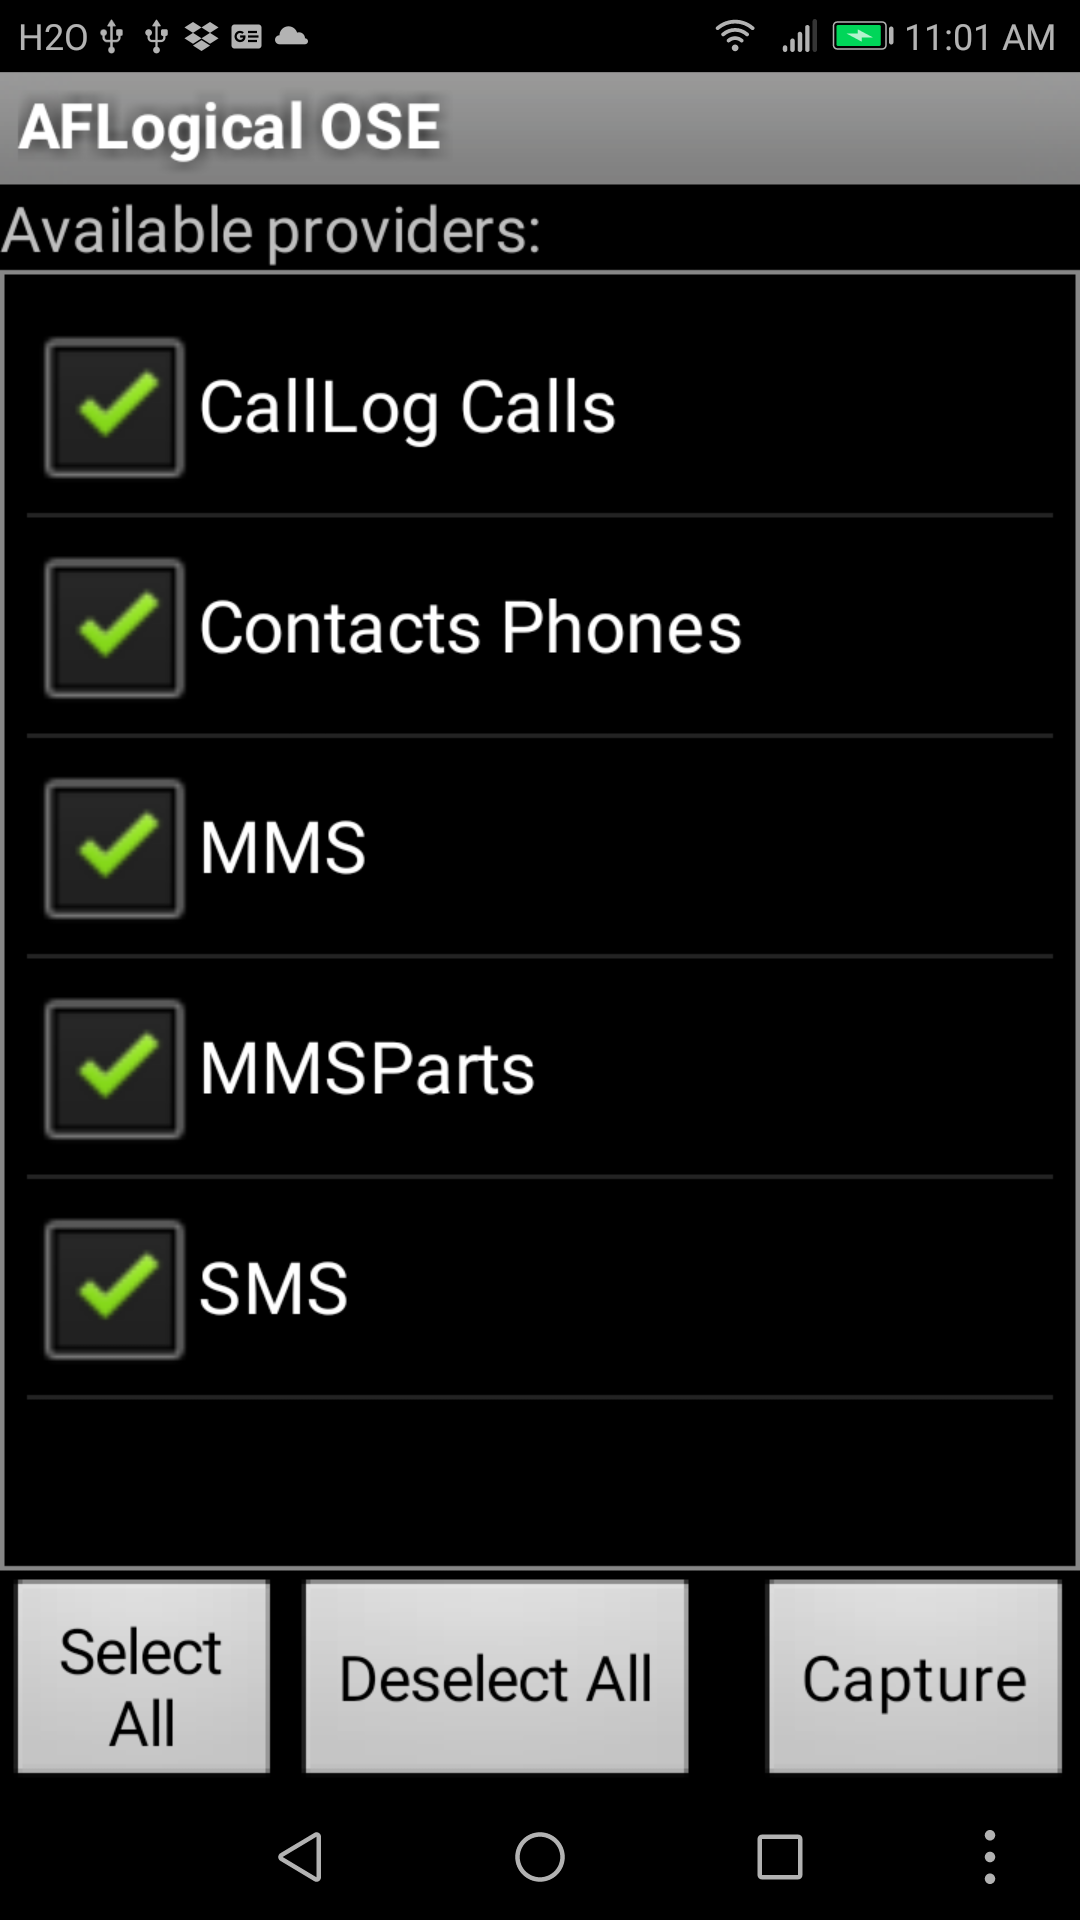 H2O 11:01 AM
AFLogical OSE
Available providers:
CallLog Calls
Contacts Phones
MMS
MMSParts
SMS
Select
All
Deselect All
Capture